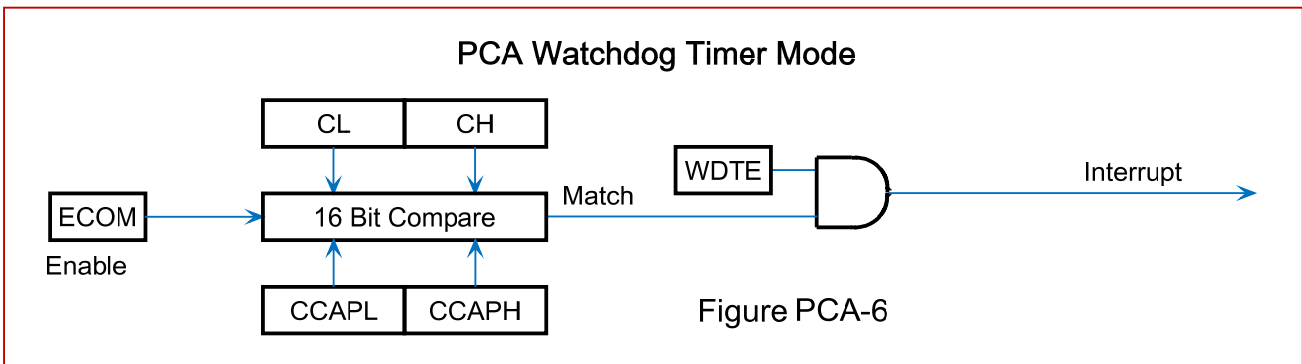 PCA Watchdog Timer Mode
CL CH
WDTE
Interrupt
Match
ECOM
16 Bit Compare
Enable
CCAPL CCAPH
Figure PCA-6